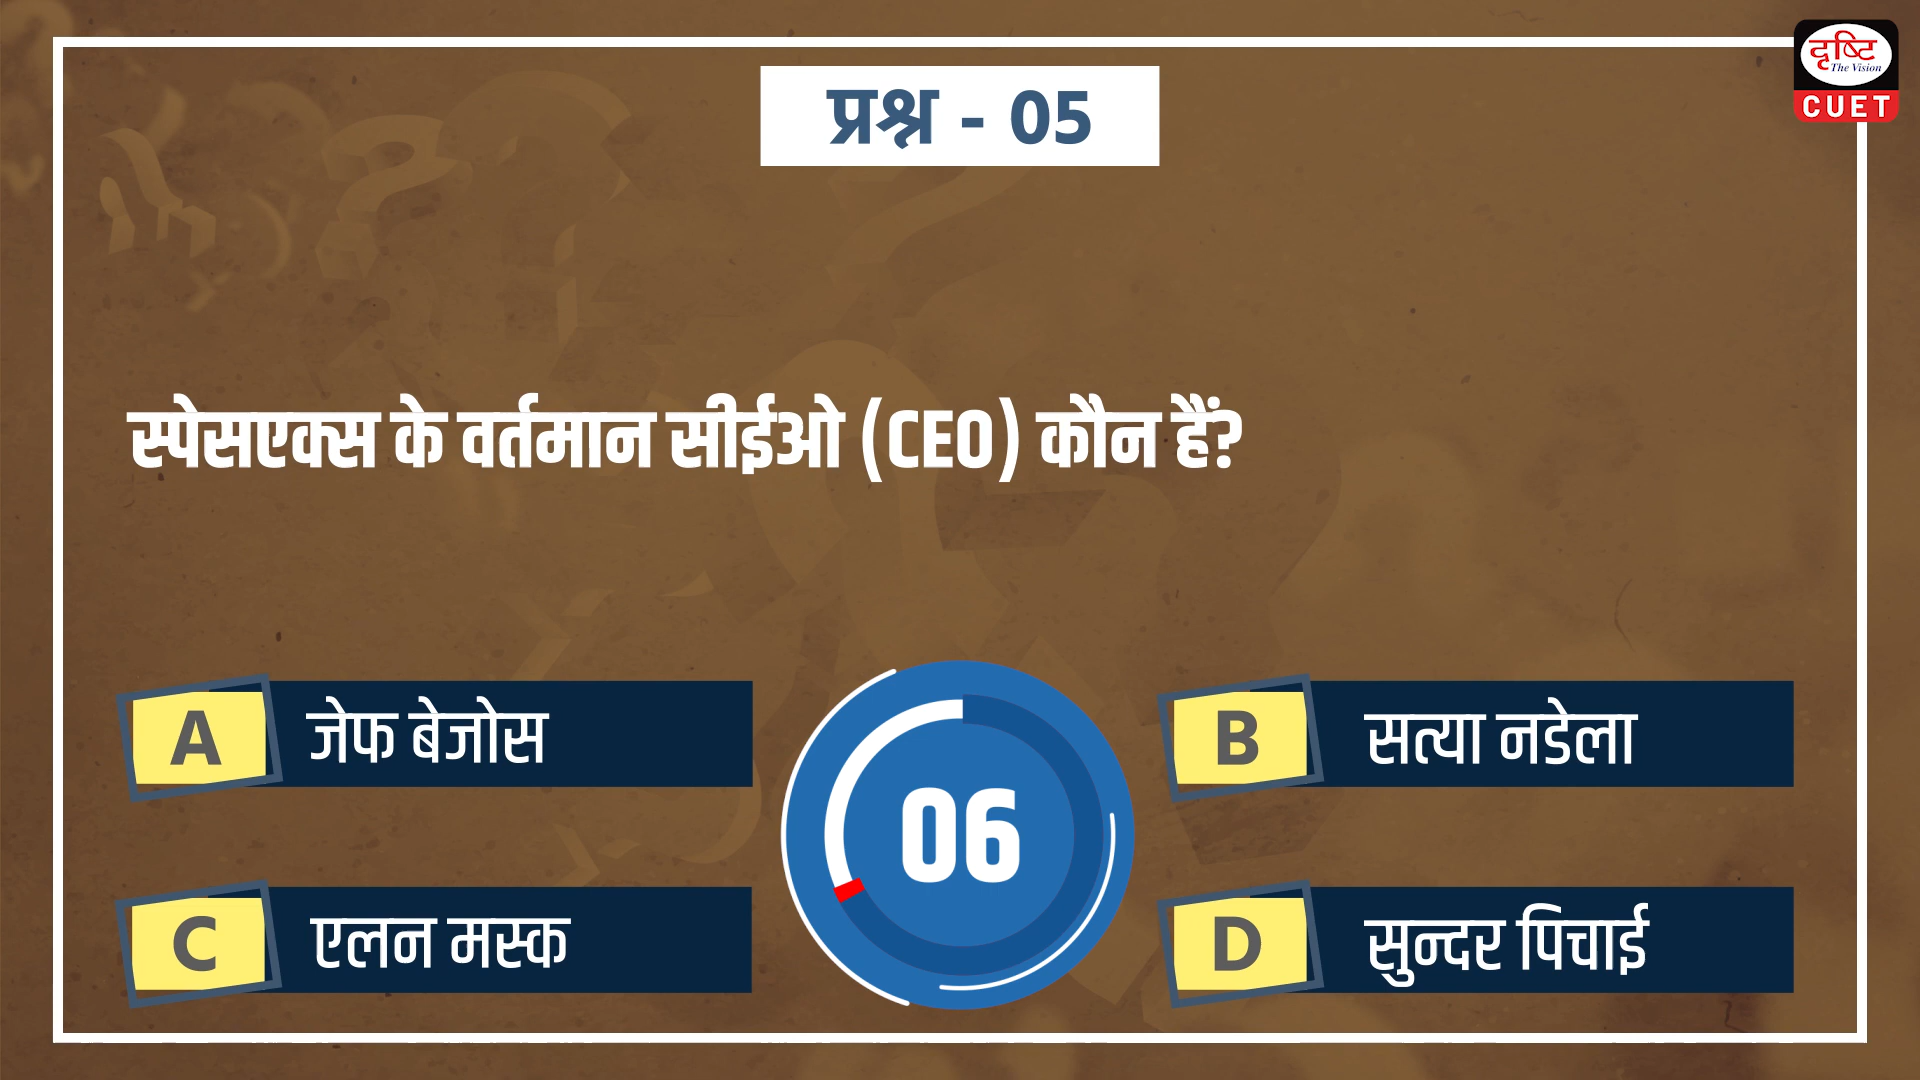 दृष्टि
The Vision
CUET
प्रश्न - 05
स्पेसएक्स के वर्तमान सीईओ (CEO) कौन हैं?
A जेफ बेजोस
B सत्या नडेला
06
C एलन मस्क
D सुन्दर पिचाई